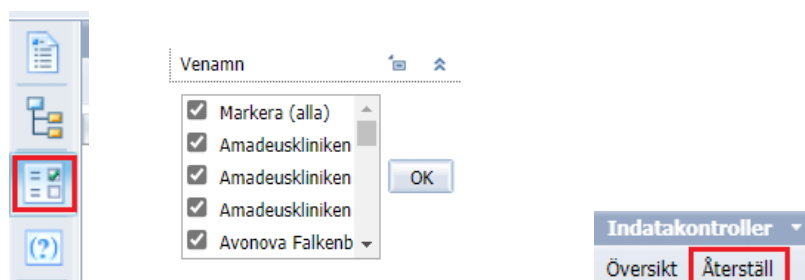 Venamn
Markera (alla)
Amadeuskliniken
Amadeuskliniken
Amadeuskliniken
Avonova Falkenb
OK
(?)
Indatakontroller
Översikt Återställ